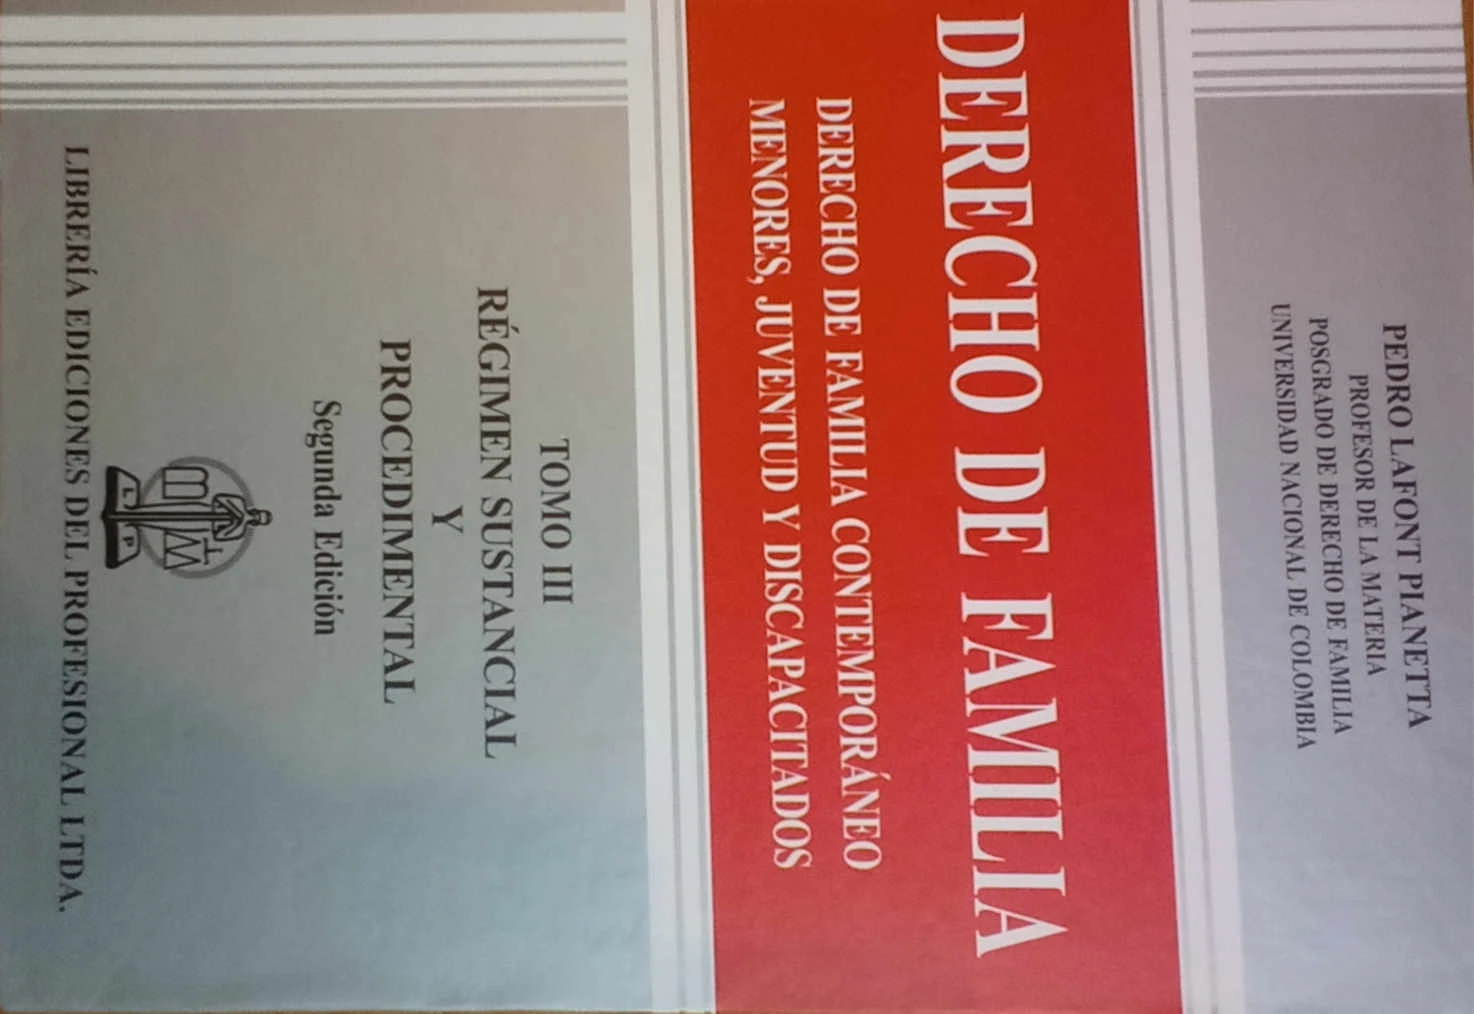 PEDRO LAFONT PIANETTA
PROFESOR DE LA MATERIA
POSGRADO DE DERECHO DE FAMILIA
UNIVERSIDAD NACIONAL DE COLOMBIA
DERECHO DE FAMILIA
DERECHO DE FAMILIA CONTEMPORÁNEO
MENORES, JUVENTUD Y DISCAPACITADOS
TOMO III
RÉGIMEN SUSTANCIAL
Y
PROCEDIMENTAL
Segunda Edición
L P
LIBRERÍA EDICIONES DEL PROFESIONAL LTDA.